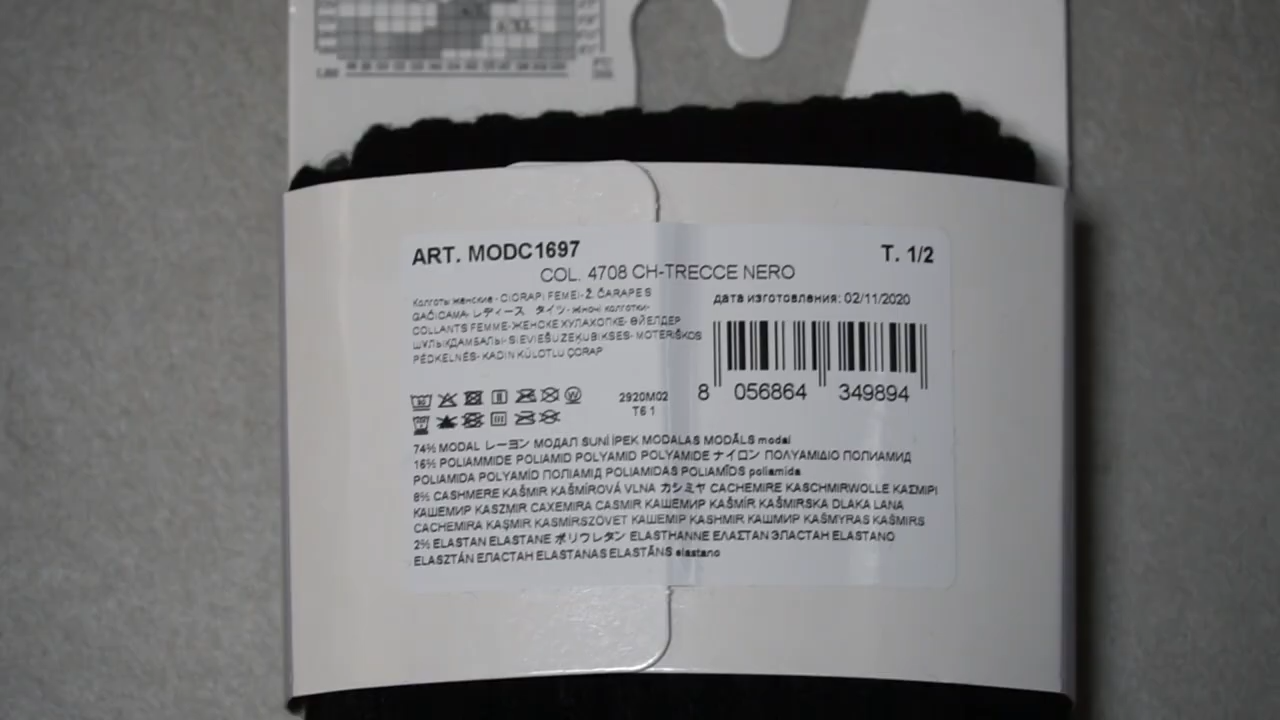 ART. MODC1697
T. 1/2
COL. 4708 CH-TRECCE NERO
Колготы женские - CIORAPI FEMEI-Ž. ČARAPE S
GAĆICAMA- レディース タイツ- Жіночі колготки-
COLLANTS FEMME-ЖЕНСКЕ ХУЛАХОПКЕ- ӘЙЕЛДЕР
ШҰЛЫҚДАМБАЛЫ- SIEVIEŠU ZEĶUBIKSES- MOTERIŠKOS
PĖDKELNĖS- KADIN KÜLOTLU ÇORAP
дата изготовления: 02/11/2020
8 056864 349894
2920M02
T6 1
74% MODAL レーヨン МОДАЛ SUNİ İPEK MODALAS MODĀLS modal
16% POLIAMMIDE POLIAMID POLYAMID POLYAMIDE ナイロン ΠΟΛΥΑΜΙΔΙΟ ПОЛИАМИД
POLIAMIDA POLYAMÍD ПОЛІАМІД POLIAMIDAS POLIAMĪDS poliamida
8% CASHMERE KAŠMIR KAŠMÍROVÁ VLNA カシミヤ CACHEMIRE KASCHMIRWOLLE ΚΑΣΜΙΡΙ
КАШЕМИР KASZMIR CAXEMIRA CASMIR КАШЕМИР KAŠMÍR KAŠMIRSKA DLAKA LANA
CACHEMIRA KAŞMIR KASMÍRSZÖVET КАШЕМІР KASHMIR КАШМИР KAŠMYRAS KAŠMIRS
2% ELASTAN ELASTANE ポリウレタン ELASTHANNE ΕΛΑΣΤΑΝ ЭЛАСТАН ELASTANO
ELASZTÁN ЕЛАСТАН ELASTANAS ELASTĀNS elastano